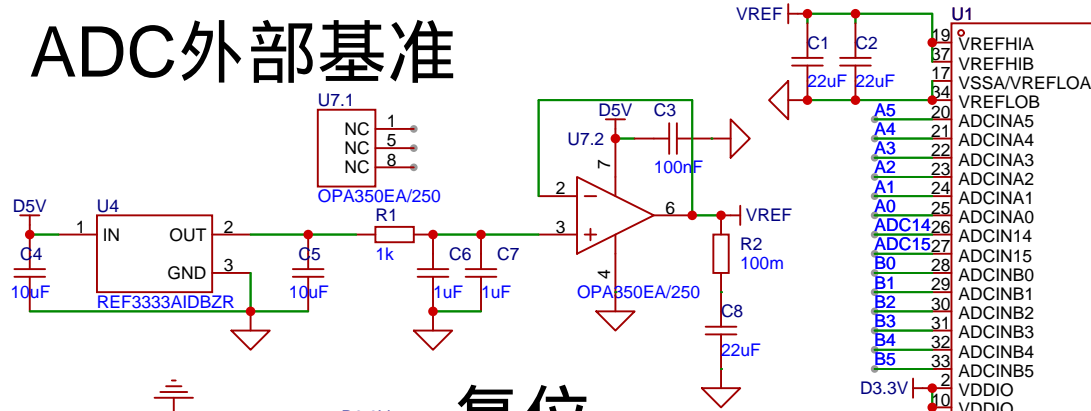 ADC外部基准
U7.1
NC 1
NC 5
NC 8
OPA350EA/250
D5V
U4
1 IN
OUT 2
GND 3
REF3333AIDBZR
C4
10uF
C5
10uF
R1
1k
C6
1uF
C7
1uF
D5V
C3
100nF
U7.2
7
2
3
6
4
OPA350EA/250
VREF
R2
100m
C8
22uF
VREF
C1
22uF
C2
22uF
U1
19 VREFHIA
37 VREFHIB
17 VSSA/VREFLOA
34 VREFLOB
A5 20 ADCINA5
A4 21 ADCINA4
A3 22 ADCINA3
A2 23 ADCINA2
A1 24 ADCINA1
A0 25 ADCINA0
ADC14 26 ADCIN14
ADC15 27 ADCIN15
B0 28 ADCINB0
B1 29 ADCINB1
B2 30 ADCINB2
B3 31 ADCINB3
B4 32 ADCINB4
B5 33 ADCINB5
D3.3V 2 VDDIO
10 VDDIO
复位